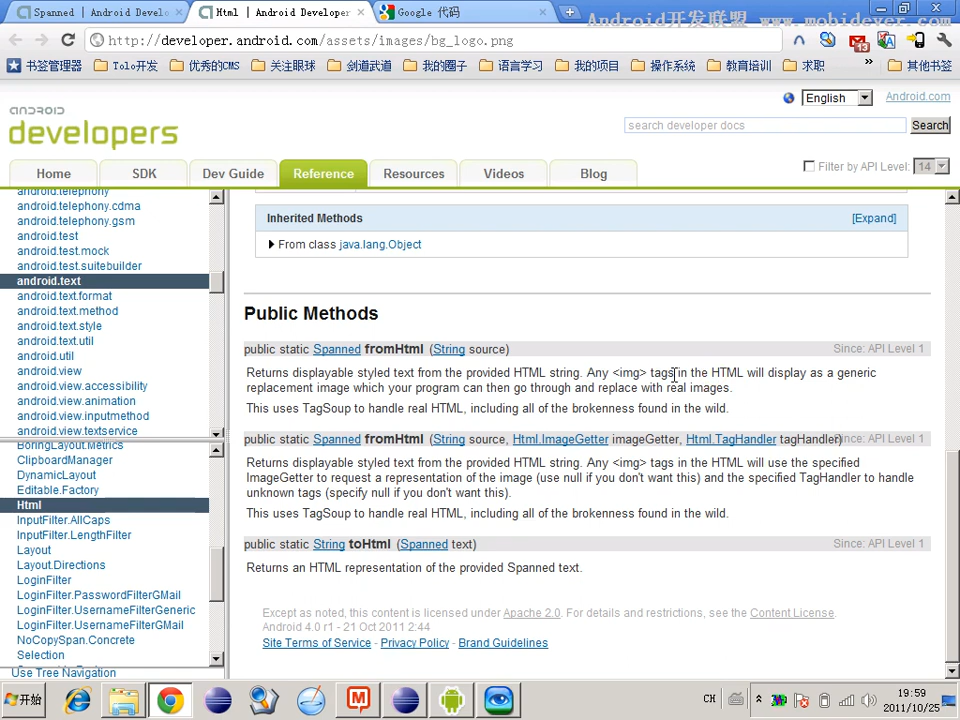 Spanned | Android Develo
Html | Android Developer
Google 代码
Android开发联盟 www.mobidever.com
http://developer.android.com/assets/images/bg_logo.png
13
书签管理器
Tolo开发
优秀的CMS
关注眼球
剑道武道
我的圈子
语言学习
我的项目
操作系统
教育培训
求职
»
其他书签
English
Android.com
android
developers
search developer docs
Search
Home
SDK
Dev Guide
Reference
Resources
Videos
Blog
Filter by API Level: 14
android.telephony
android.telephony.cdma
android.telephony.gsm
android.test
android.test.mock
android.test.suitebuilder
android.text
android.text.format
android.text.method
android.text.style
android.text.util
android.util
android.view
android.view.accessibility
android.view.animation
android.view.inputmethod
android.view.textservice
BoringLayout.Metrics
ClipboardManager
DynamicLayout
Editable.Factory
Html
InputFilter.AllCaps
InputFilter.LengthFilter
Layout
Layout.Directions
LoginFilter
LoginFilter.PasswordFilterGMail
LoginFilter.UsernameFilterGeneric
LoginFilter.UsernameFilterGMail
NoCopySpan.Concrete
Selection
Use Tree Navigation
Inherited Methods
[Expand]
From class java.lang.Object
Public Methods
public static Spanned fromHtml (String source)
Since: API Level 1
Returns displayable styled text from the provided HTML string. Any <img> tags in the HTML will display as a generic
replacement image which your program can then go through and replace with real images.
This uses TagSoup to handle real HTML, including all of the brokenness found in the wild.
public static Spanned fromHtml (String source, Html.ImageGetter imageGetter, Html.TagHandler tagHandler)
Since: API Level 1
Returns displayable styled text from the provided HTML string. Any <img> tags in the HTML will use the specified
ImageGetter to request a representation of the image (use null if you don't want this) and the specified TagHandler to handle
unknown tags (specify null if you don't want this).
This uses TagSoup to handle real HTML, including all of the brokenness found in the wild.
public static String toHtml (Spanned text)
Since: API Level 1
Returns an HTML representation of the provided Spanned text.
Except as noted, this content is licensed under Apache 2.0. For details and restrictions, see the Content License.
Android 4.0 r1 - 21 Oct 2011 2:44
Site Terms of Service - Privacy Policy - Brand Guidelines
开始
CH
19:59
2011/10/25